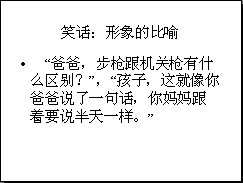 笑话：形象的比喻
• “爸爸，步枪跟机关枪有什
么区别？”，“孩子，这就像你
爸爸说了一句话，你妈妈跟
着要说半天一样。”